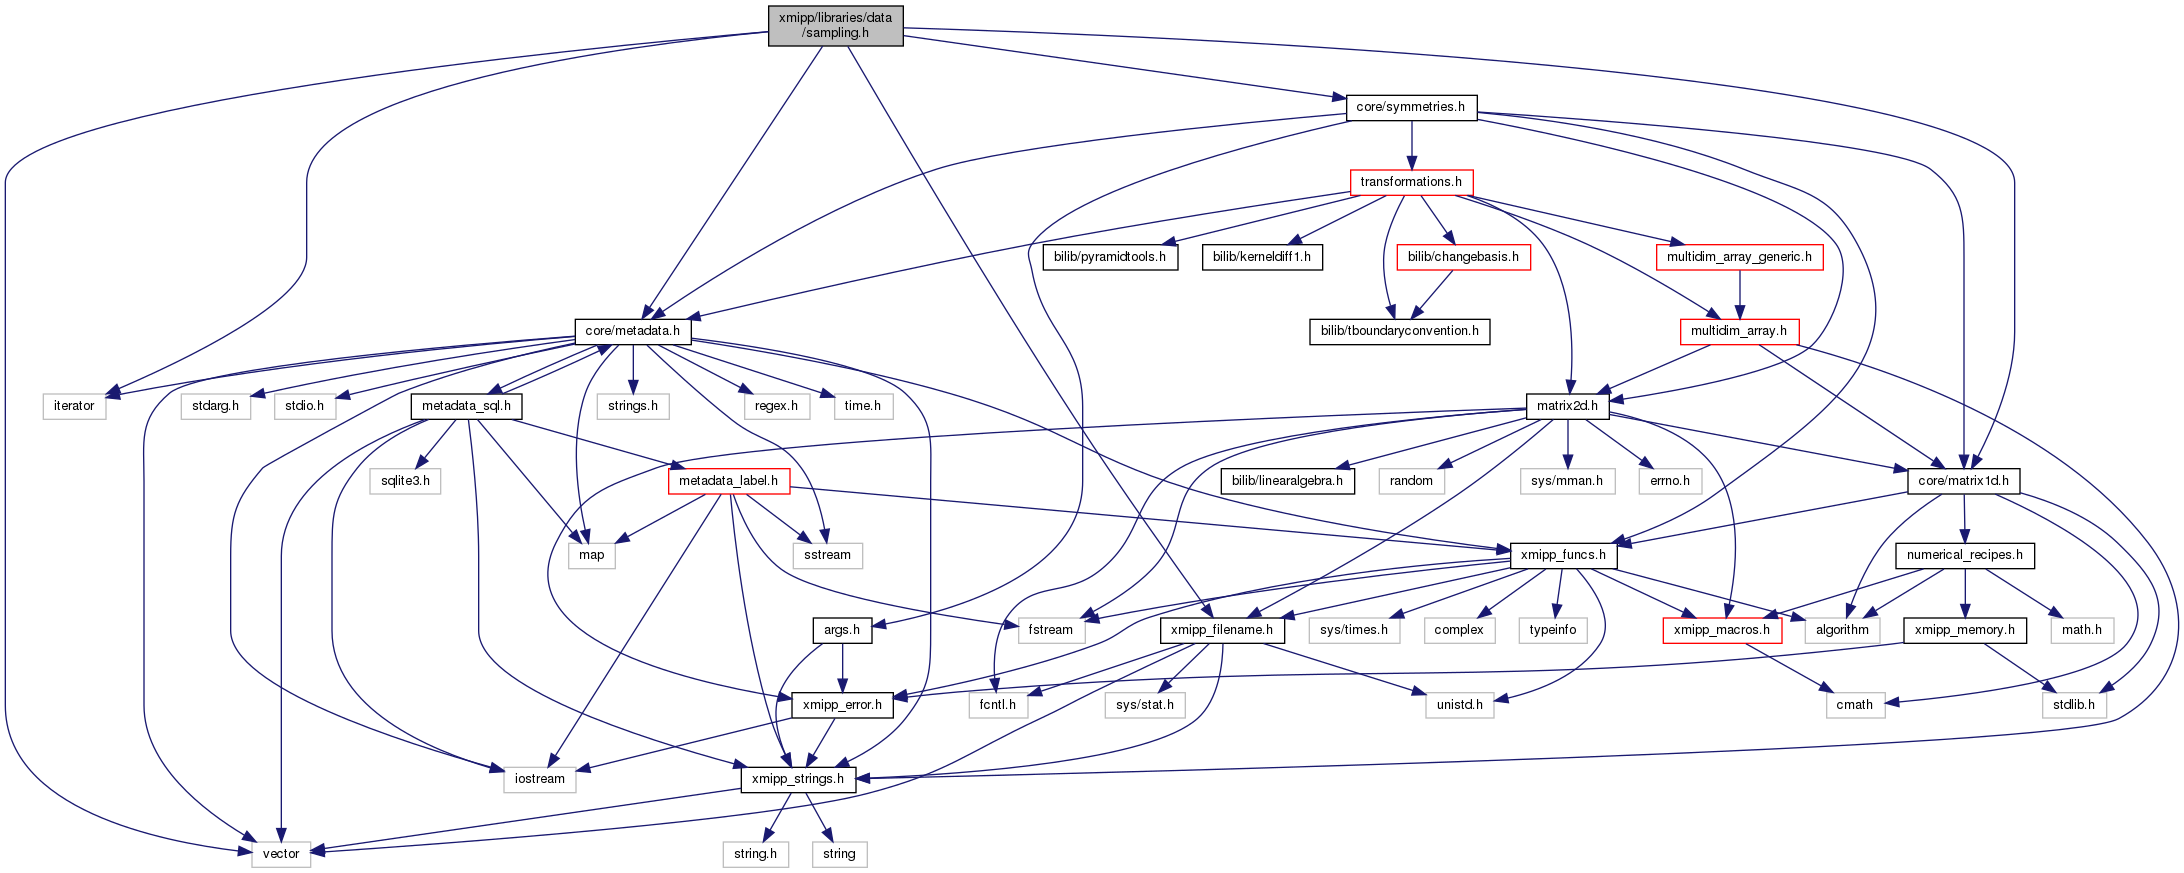 xmipp/libraries/data
/sampling.h
core/symmetries.h
transformations.h
bilib/pyramidtools.h
bilib/kerneldiff1.h
bilib/changebasis.h
multidim_array_generic.h
core/metadata.h
bilib/tboundaryconvention.h
multidim_array.h
iterator
stdarg.h
stdio.h
metadata_sql.h
strings.h
regex.h
time.h
matrix2d.h
sqlite3.h
metadata_label.h
bilib/linearalgebra.h
random
sys/mman.h
errno.h
core/matrix1d.h
map
sstream
xmipp_funcs.h
numerical_recipes.h
args.h
fstream
xmipp_filename.h
sys/times.h
complex
typeinfo
xmipp_macros.h
algorithm
xmipp_memory.h
math.h
xmipp_error.h
fcntl.h
sys/stat.h
unistd.h
cmath
stdlib.h
iostream
xmipp_strings.h
vector
string.h
string